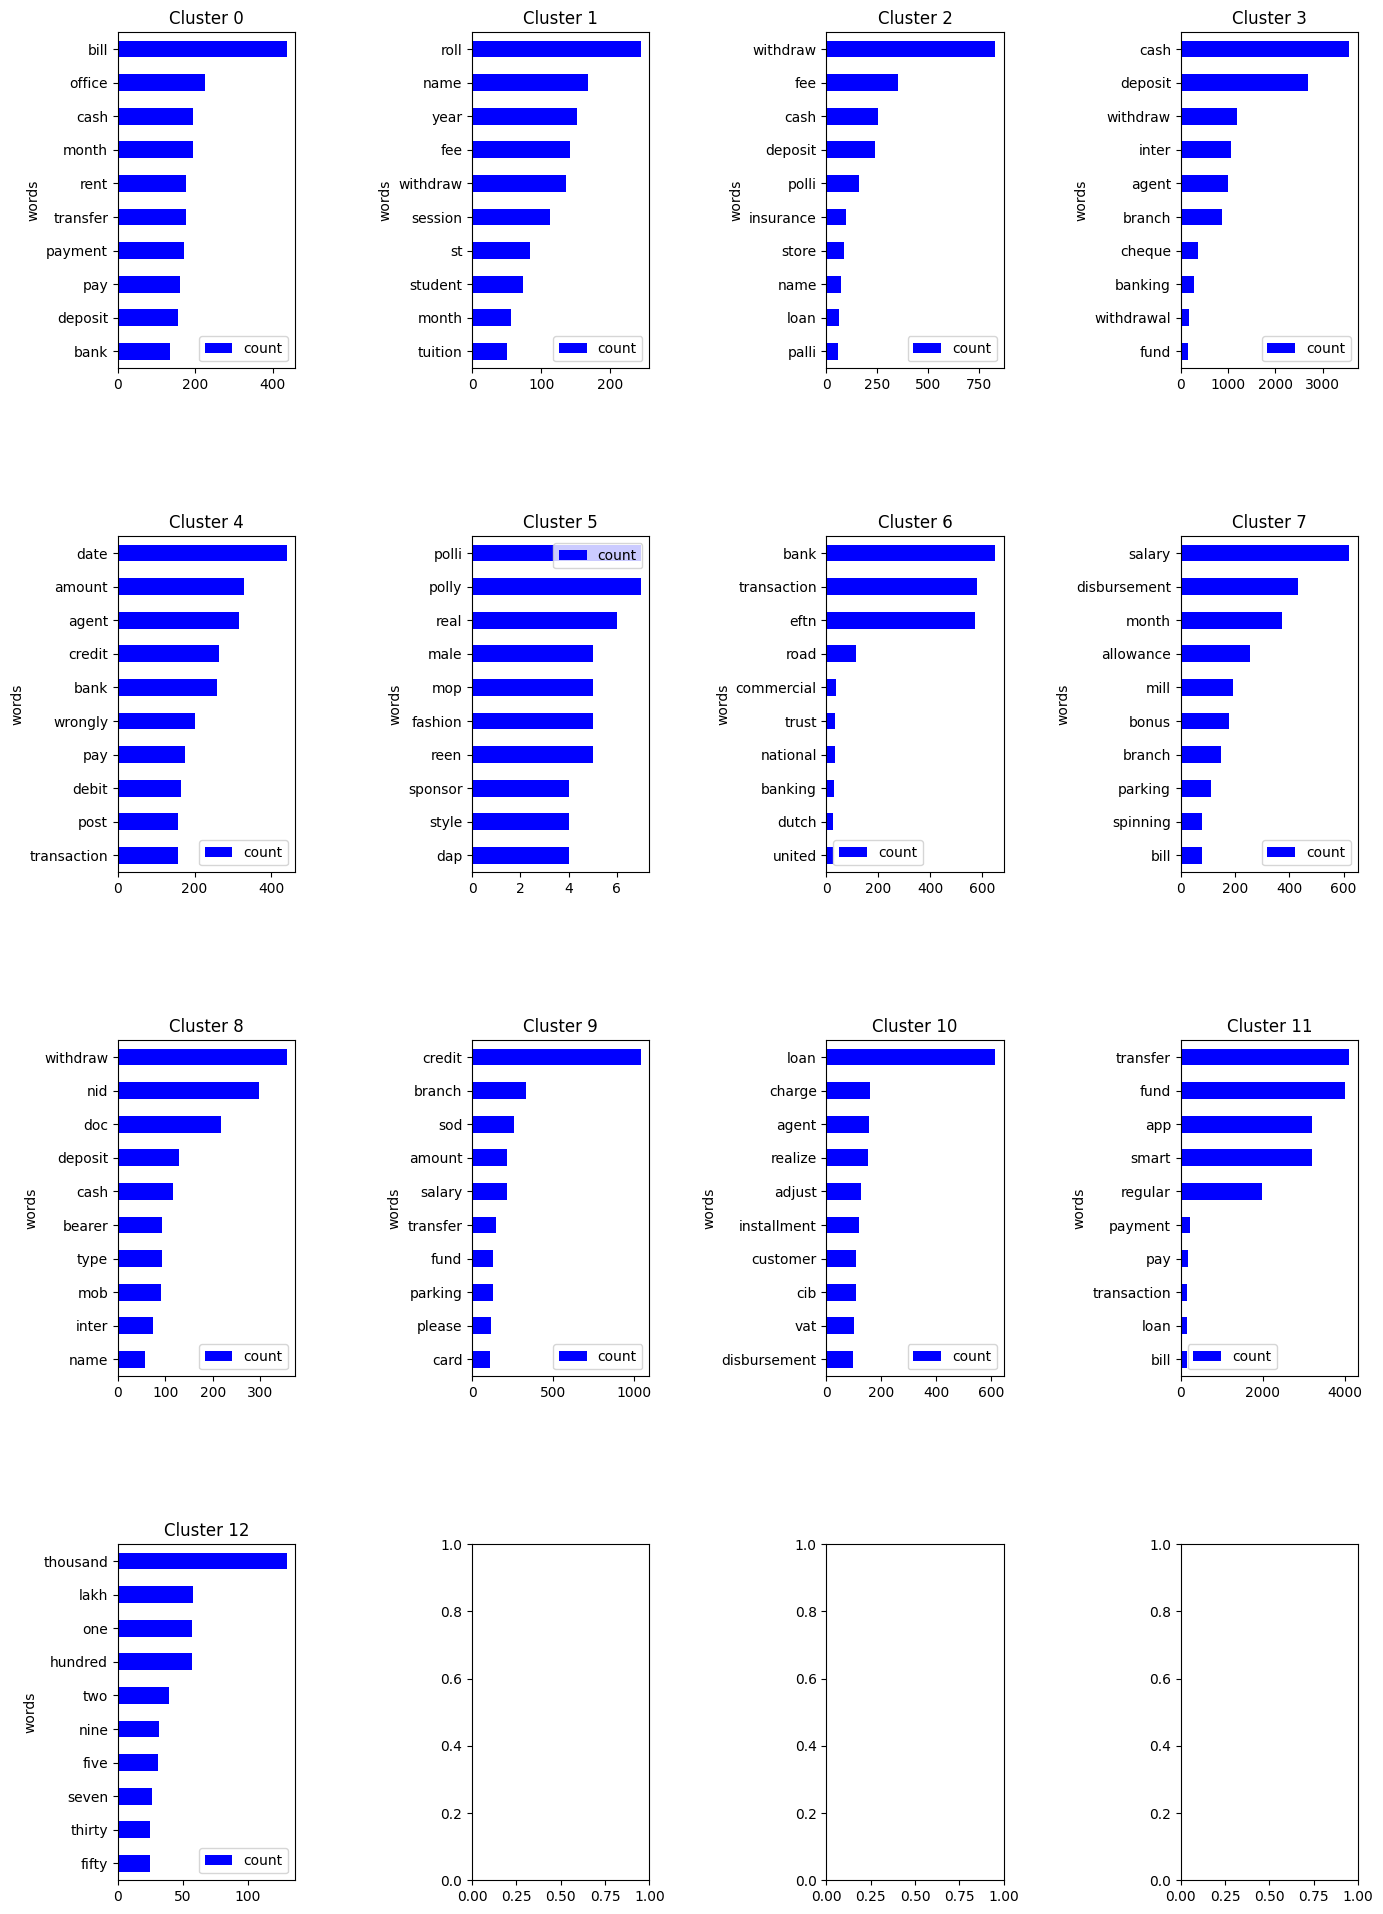 Cluster 0
bill
office
cash
month
rent
transfer
payment
pay
deposit
bank
words
count
0 200 400
Cluster 1
roll
name
year
fee
withdraw
session
st
student
month
tuition
words
count
0 100 200
Cluster 2
withdraw
fee
cash
deposit
polli
insurance
store
name
loan
palli
words
count
0 250 500 750
Cluster 3
cash
deposit
withdraw
inter
agent
branch
cheque
banking
withdrawal
fund
words
count
0 1000 2000 3000
Cluster 4
date
amount
agent
credit
bank
wrongly
pay
debit
post
transaction
words
count
0 200 400
Cluster 5
polli
polly
real
male
mop
fashion
reen
sponsor
style
dap
words
count
0 2 4 6
Cluster 6
bank
transaction
eftn
road
commercial
trust
national
banking
dutch
united
words
count
0 200 400 600
Cluster 7
salary
disbursement
month
allowance
mill
bonus
branch
parking
spinning
bill
words
count
0 200 400 600
Cluster 8
withdraw
nid
doc
deposit
cash
bearer
type
mob
inter
name
words
count
0 100 200 300
Cluster 9
credit
branch
sod
amount
salary
transfer
fund
parking
please
card
words
count
0 500 1000
Cluster 10
loan
charge
agent
realize
adjust
installment
customer
cib
vat
disbursement
words
count
0 200 400 600
Cluster 11
transfer
fund
app
smart
regular
payment
pay
transaction
loan
bill
words
count
0 2000 4000
Cluster 12
thousand
lakh
one
hundred
two
nine
five
seven
thirty
fifty
words
count
0 50 100
1.0
0.8
0.6
0.4
0.2
0.0
0.00 0.25 0.50 0.75 1.00
1.0
0.8
0.6
0.4
0.2
0.0
0.00 0.25 0.50 0.75 1.00
1.0
0.8
0.6
0.4
0.2
0.0
0.00 0.25 0.50 0.75 1.00